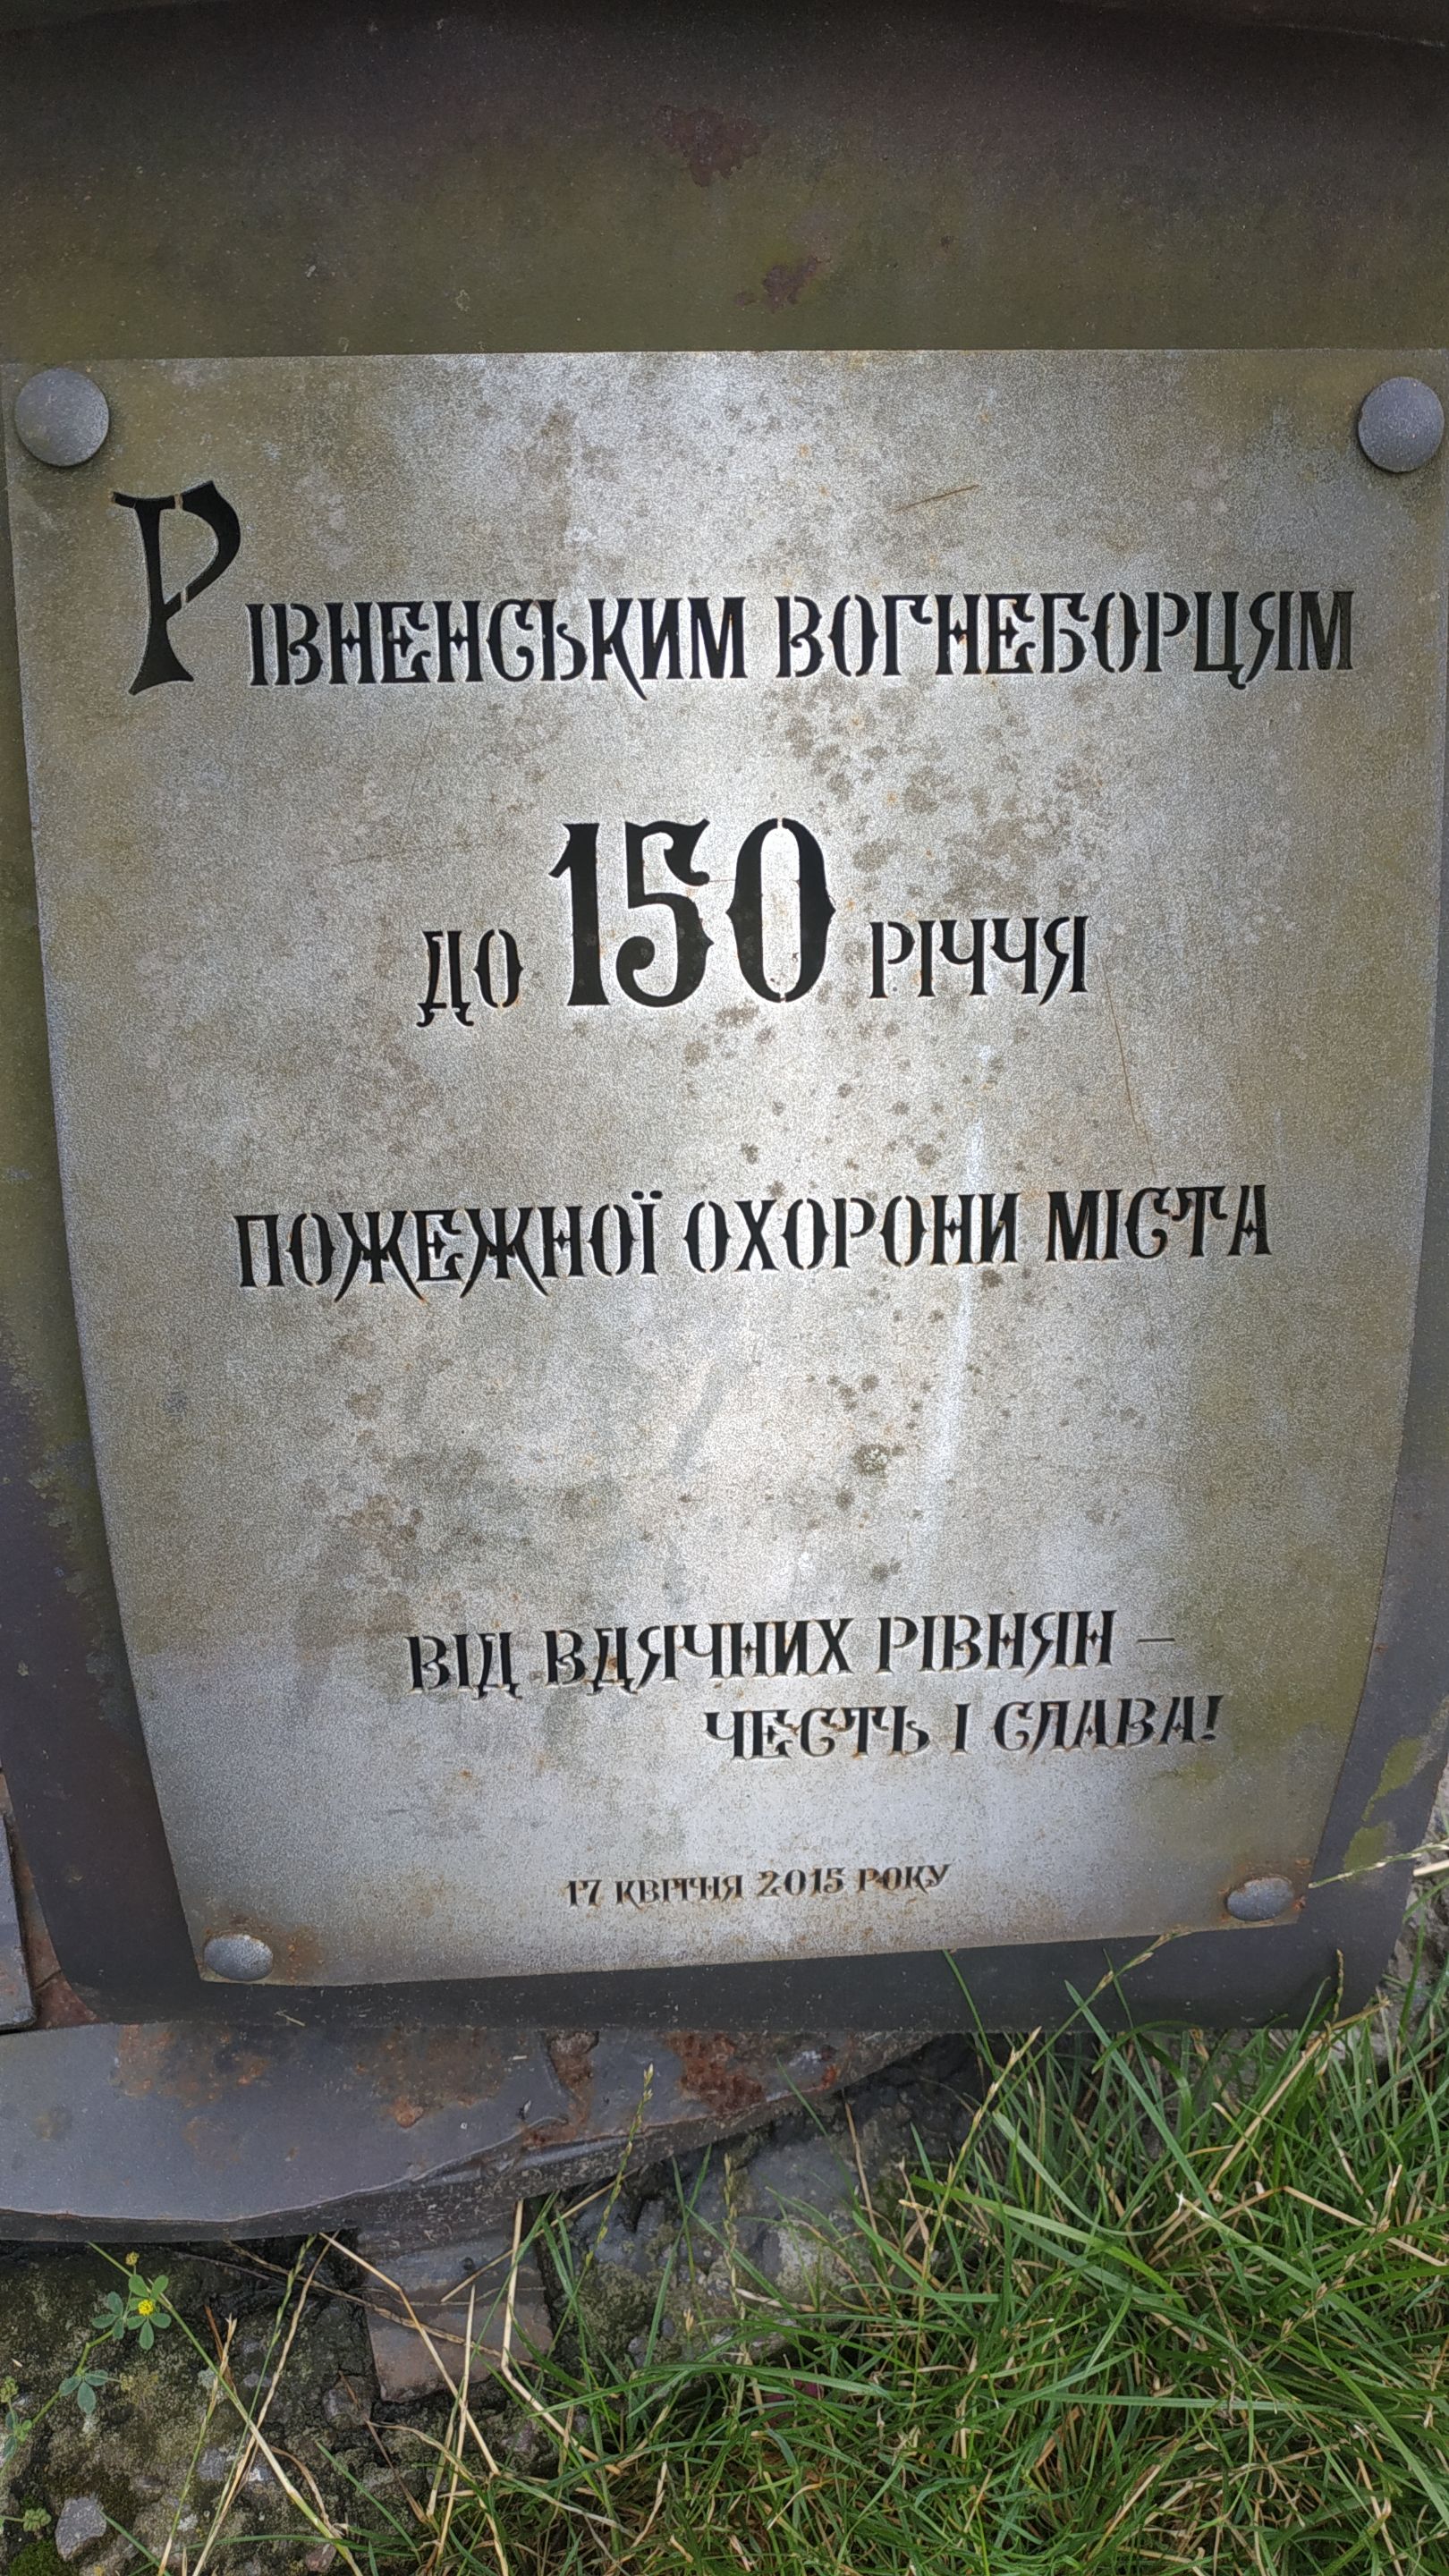 Рівненським вогнеборцям
до 150 річчя
пожежної охорони міста
від вдячних рівнян –
честь і слава!
17 квітня 2015 року